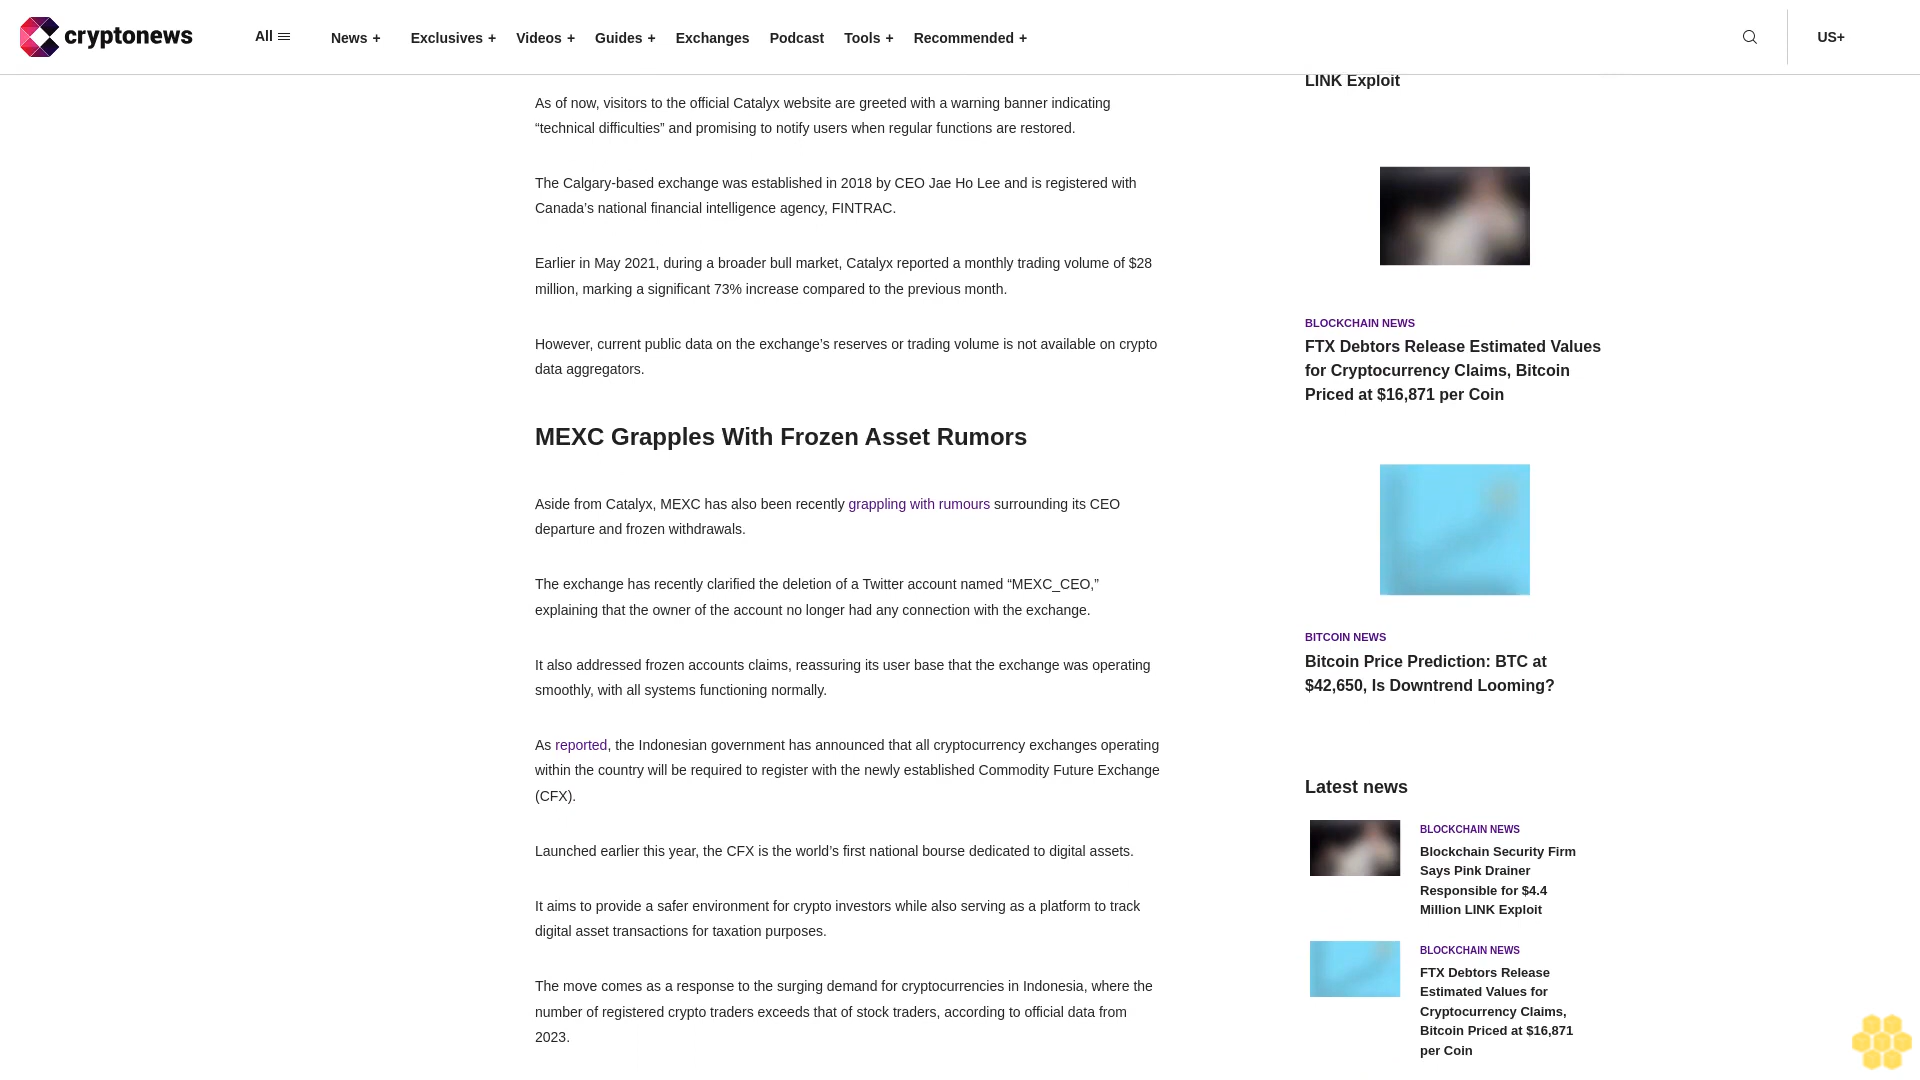 cryptonews
All
News +
Exclusives +
Videos +
Guides +
Exchanges
Podcast
Tools +
Recommended +
US+
As of now, visitors to the official Catalyx website are greeted with a warning banner indicating
“technical difficulties” and promising to notify users when regular functions are restored.
The Calgary-based exchange was established in 2018 by CEO Jae Ho Lee and is registered with
Canada’s national financial intelligence agency, FINTRAC.
Earlier in May 2021, during a broader bull market, Catalyx reported a monthly trading volume of $28
million, marking a significant 73% increase compared to the previous month.
However, current public data on the exchange’s reserves or trading volume is not available on crypto
data aggregators.
MEXC Grapples With Frozen Asset Rumors
Aside from Catalyx, MEXC has also been recently grappling with rumours surrounding its CEO
departure and frozen withdrawals.
The exchange has recently clarified the deletion of a Twitter account named “MEXC_CEO,”
explaining that the owner of the account no longer had any connection with the exchange.
It also addressed frozen accounts claims, reassuring its user base that the exchange was operating
smoothly, with all systems functioning normally.
As reported, the Indonesian government has announced that all cryptocurrency exchanges operating
within the country will be required to register with the newly established Commodity Future Exchange
(CFX).
Launched earlier this year, the CFX is the world’s first national bourse dedicated to digital assets.
It aims to provide a safer environment for crypto investors while also serving as a platform to track
digital asset transactions for taxation purposes.
The move comes as a response to the surging demand for cryptocurrencies in Indonesia, where the
number of registered crypto traders exceeds that of stock traders, according to official data from
2023.
LINK Exploit
BLOCKCHAIN NEWS
FTX Debtors Release Estimated Values
for Cryptocurrency Claims, Bitcoin
Priced at $16,871 per Coin
BITCOIN NEWS
Bitcoin Price Prediction: BTC at
$42,650, Is Downtrend Looming?
Latest news
BLOCKCHAIN NEWS
Blockchain Security Firm
Says Pink Drainer
Responsible for $4.4
Million LINK Exploit
BLOCKCHAIN NEWS
FTX Debtors Release
Estimated Values for
Cryptocurrency Claims,
Bitcoin Priced at $16,871
per Coin